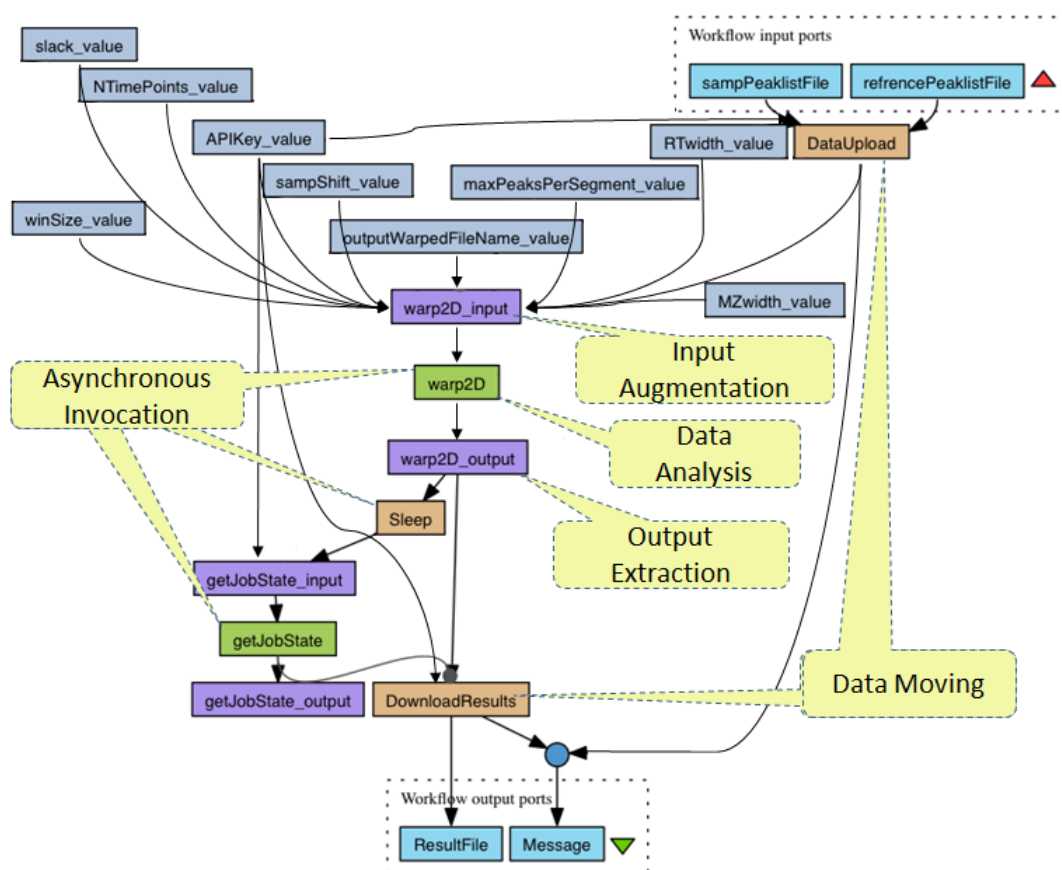 slack_value
Workflow input ports
NTimePoints_value
sampPeaklistFile
refrencePeaklistFile
APIKey_value
RTwidth_value
DataUpload
sampShift_value
maxPeaksPerSegment_value
winSize_value
outputWarpedFileName_value
warp2D_input
MZwidth_value
Input
Augmentation
Asynchronous
Invocation
warp2D
Data
Analysis
warp2D_output
Sleep
Output
Extraction
getJobState_input
getJobState
getJobState_output
DownloadResults
Data Moving
Workflow output ports
ResultFile
Message